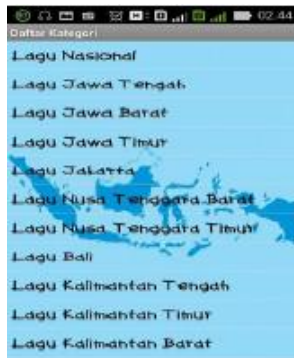 02.44
Daftar Kategori
Lagu Nasional
Lagu Jawa Tengah
Lagu Jawa Barat
Lagu Jawa Timur
Lagu Jakarta
Lagu Nusa Tenggara Barat
Lagu Nusa Tenggara Timur
Lagu Bali
Lagu Kalimantan Tengah
Lagu Kalimantan Timur
Lagu Kalimantan Barat